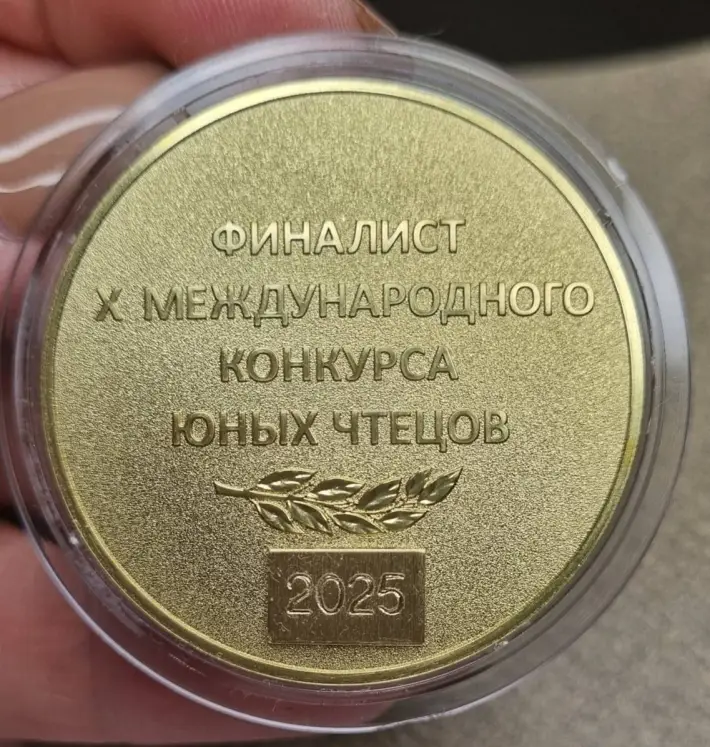 ФИНАЛИСТ
X МЕЖДУНАРОДНОГО
КОНКУРСА
ЮНЫХ ЧТЕЦОВ
2025